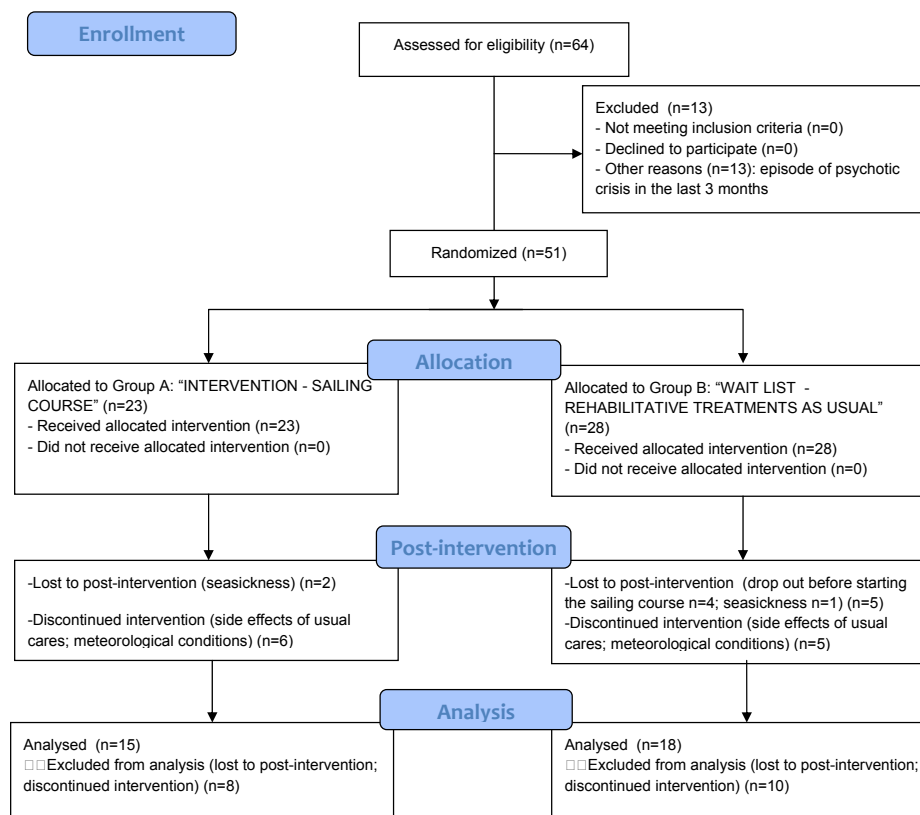 Enrollment
Assessed for eligibility (n=64)
Excluded (n=13)
- Not meeting inclusion criteria (n=0)
- Declined to participate (n=0)
- Other reasons (n=13): episode of psychotic
crisis in the last 3 months
Randomized (n=51)
Allocation
Allocated to Group A: “INTERVENTION - SAILING
COURSE” (n=23)
- Received allocated intervention (n=23)
- Did not receive allocated intervention (n=0)
Allocated to Group B: “WAIT LIST -
REHABILITATIVE TREATMENTS AS USUAL”
(n=28)
- Received allocated intervention (n=28)
- Did not receive allocated intervention (n=0)
Post-intervention
-Lost to post-intervention (seasickness) (n=2)
-Discontinued intervention (side effects of usual
cares; meteorological conditions) (n=6)
-Lost to post-intervention (drop out before starting
the sailing course n=4; seasickness n=1) (n=5)
-Discontinued intervention (side effects of usual
cares; meteorological conditions) (n=5)
Analysis
Analysed (n=15)
□□Excluded from analysis (lost to post-intervention;
discontinued intervention) (n=8)
Analysed (n=18)
□□Excluded from analysis (lost to post-intervention;
discontinued intervention) (n=10)